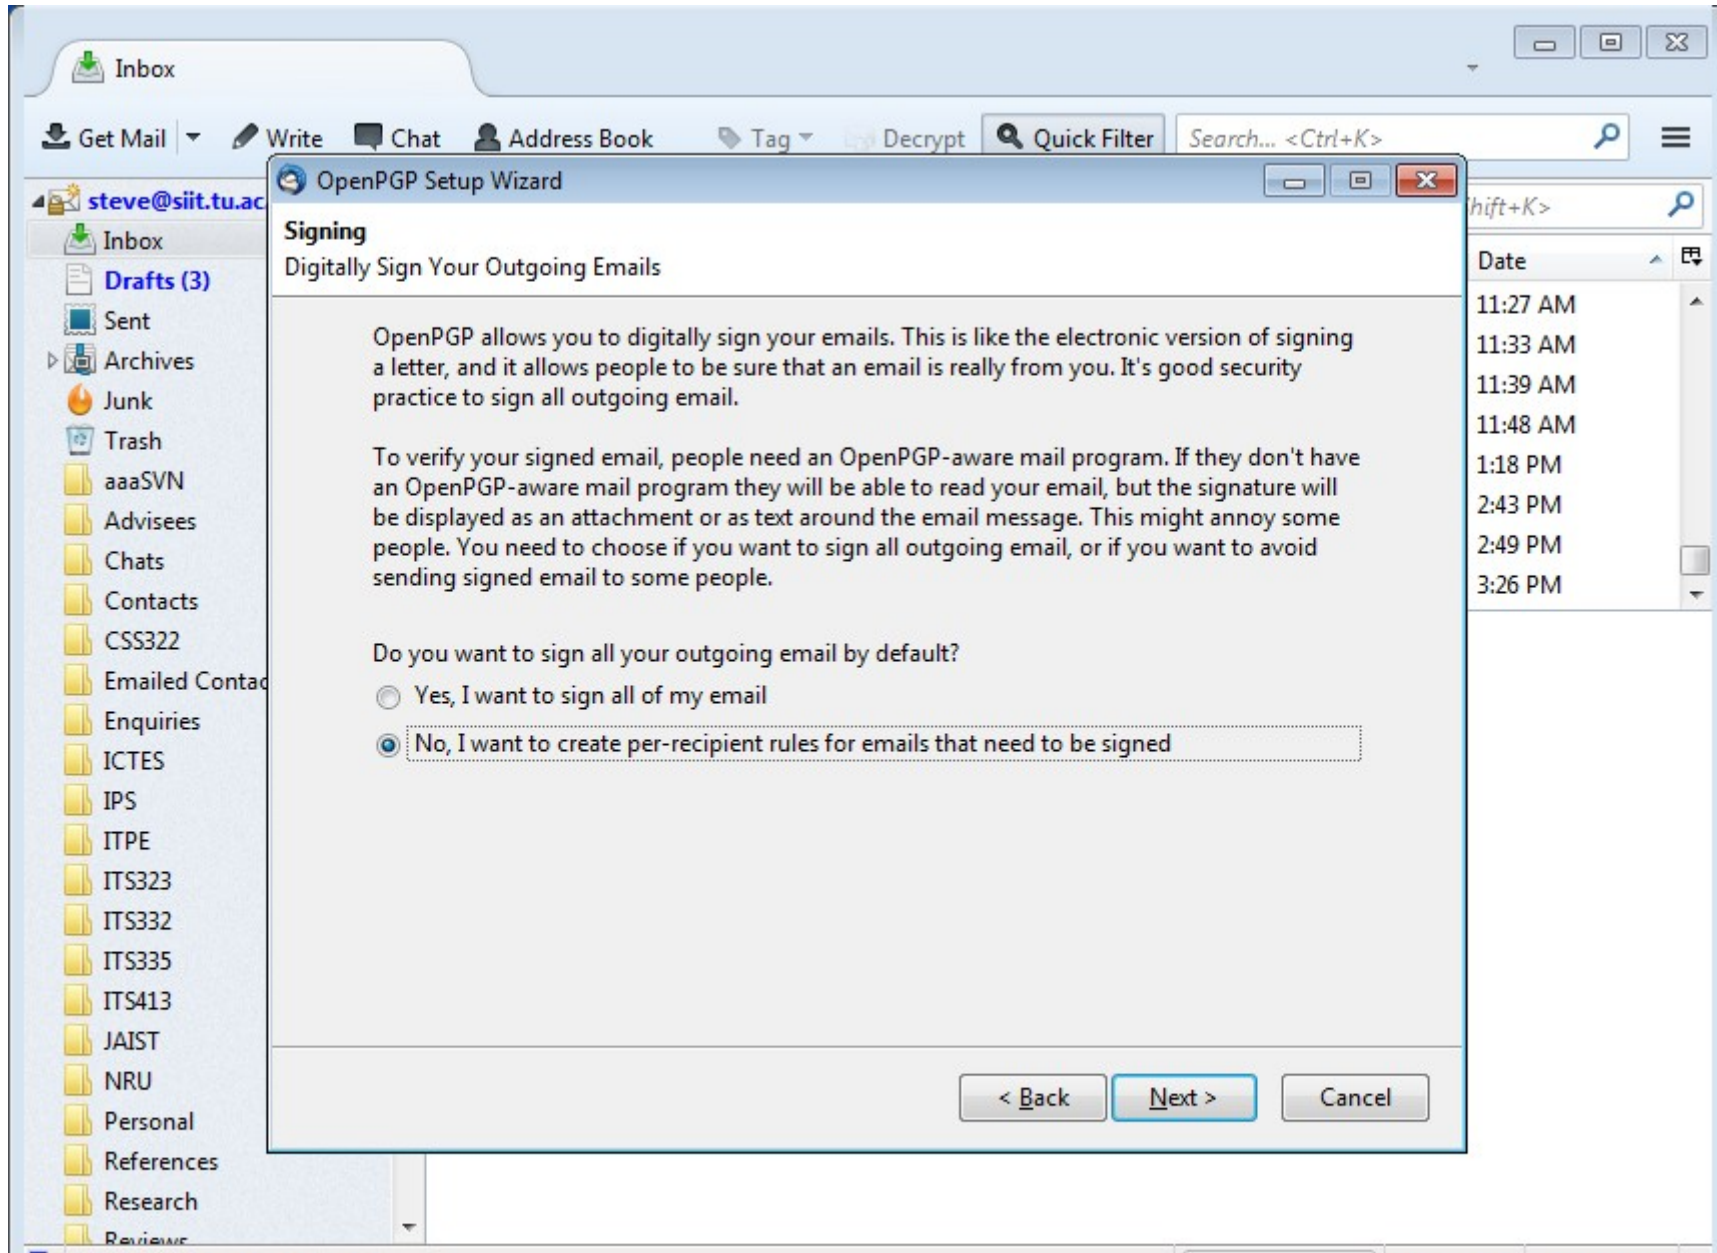 Inbox
Get Mail Write Chat Address Book Tag Decrypt Quick Filter Search... <Ctrl+K>
OpenPGP Setup Wizard
Signing
Digitally Sign Your Outgoing Emails
OpenPGP allows you to digitally sign your emails. This is like the electronic version of signing
a letter, and it allows people to be sure that an email is really from you. It's good security
practice to sign all outgoing email.
To verify your signed email, people need an OpenPGP-aware mail program. If they don't have
an OpenPGP-aware mail program they will be able to read your email, but the signature will
be displayed as an attachment or as text around the email message. This might annoy some
people. You need to choose if you want to sign all outgoing email, or if you want to avoid
sending signed email to some people.
Do you want to sign all your outgoing email by default?
Yes, I want to sign all of my email
No, I want to create per-recipient rules for emails that need to be signed
< Back Next > Cancel
steve@siit.tu.ac.
Inbox
Drafts (3)
Sent
Archives
Junk
Trash
aaaSVN
Advisees
Chats
Contacts
CSS322
Emailed Contac
Enquiries
ICTES
IPS
ITPE
ITS323
ITS332
ITS335
ITS413
JAIST
NRU
Personal
References
Research
Reviews
hift+K>
Date
11:27 AM
11:33 AM
11:39 AM
11:48 AM
1:18 PM
2:43 PM
2:49 PM
3:26 PM